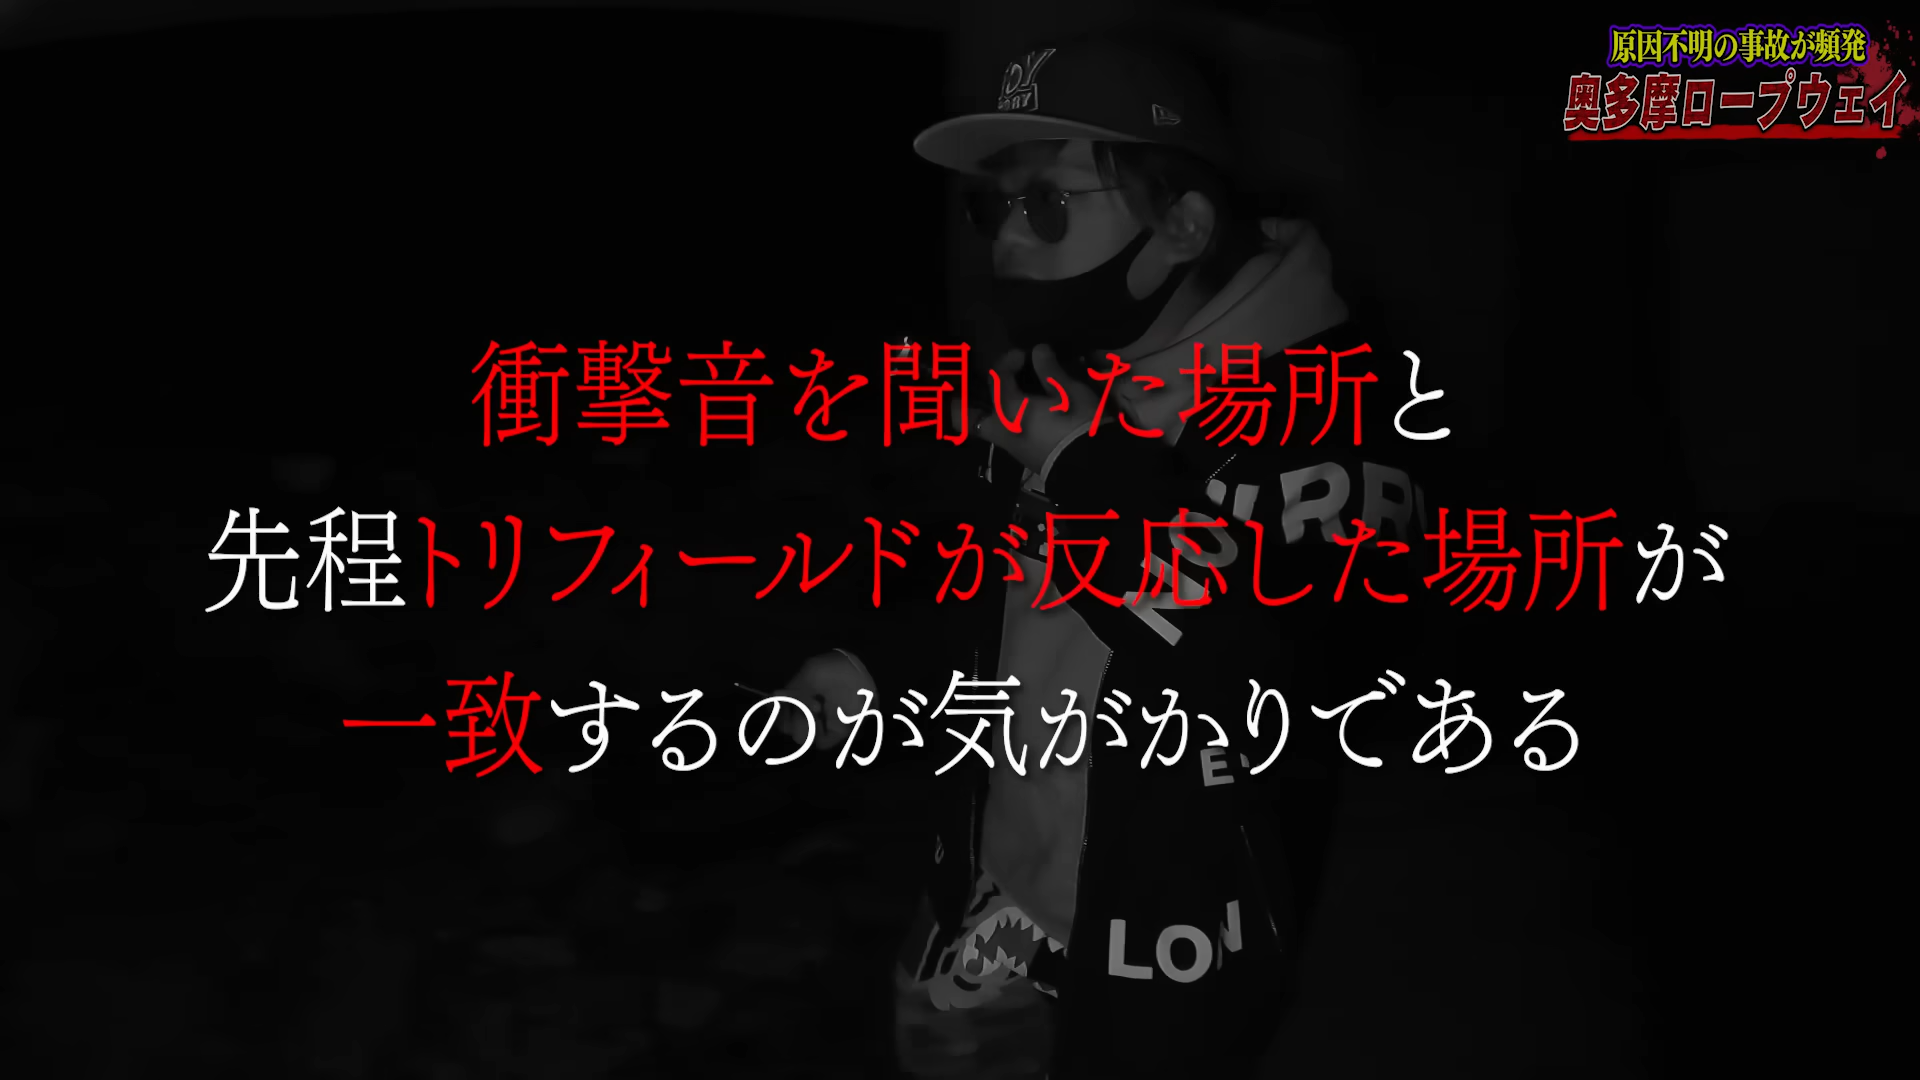 原因不明の事故が頻発
奥多摩ロープウェイ
衝撃音を聞いた場所と
先程トリフィールドが反応した場所が
一致するのが気がかりである
LON